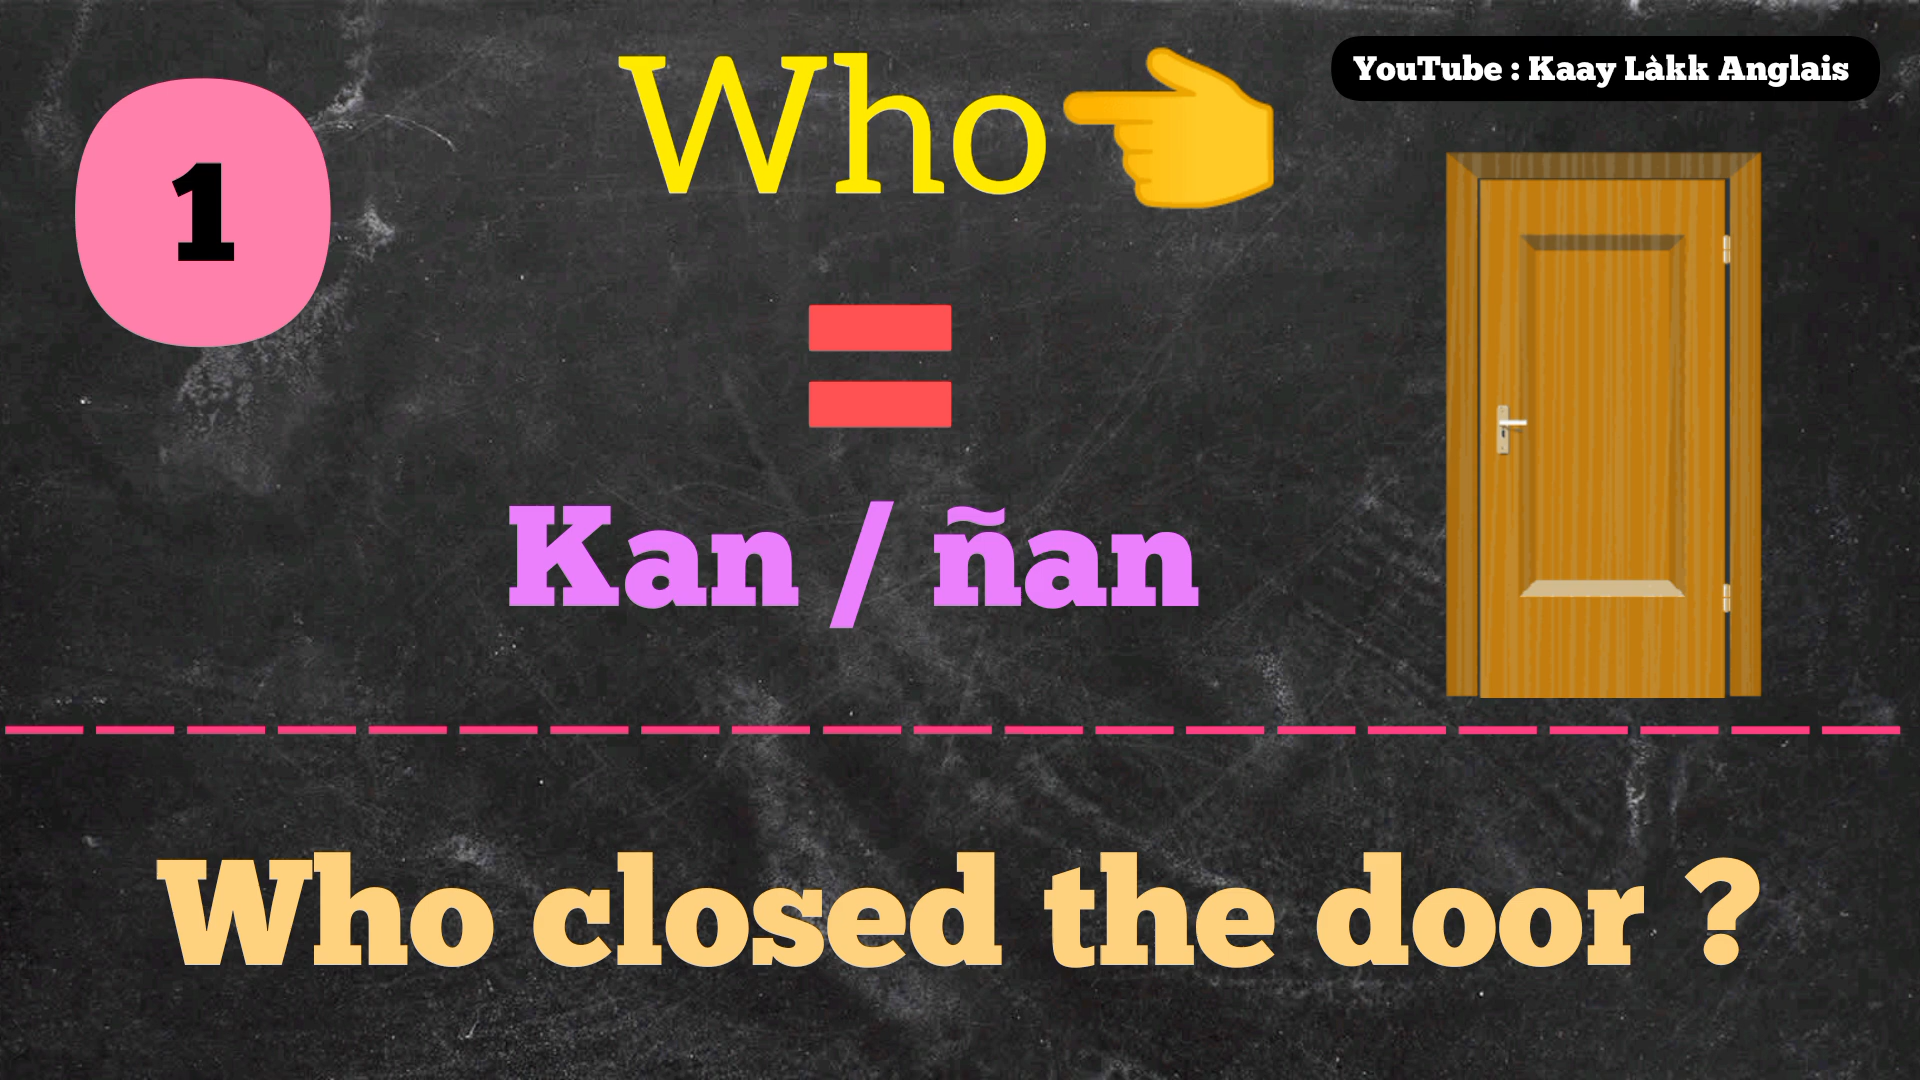 YouTube : Kaay Làkk Anglais
1
Who
=
Kan / ñan
Who closed the door ?